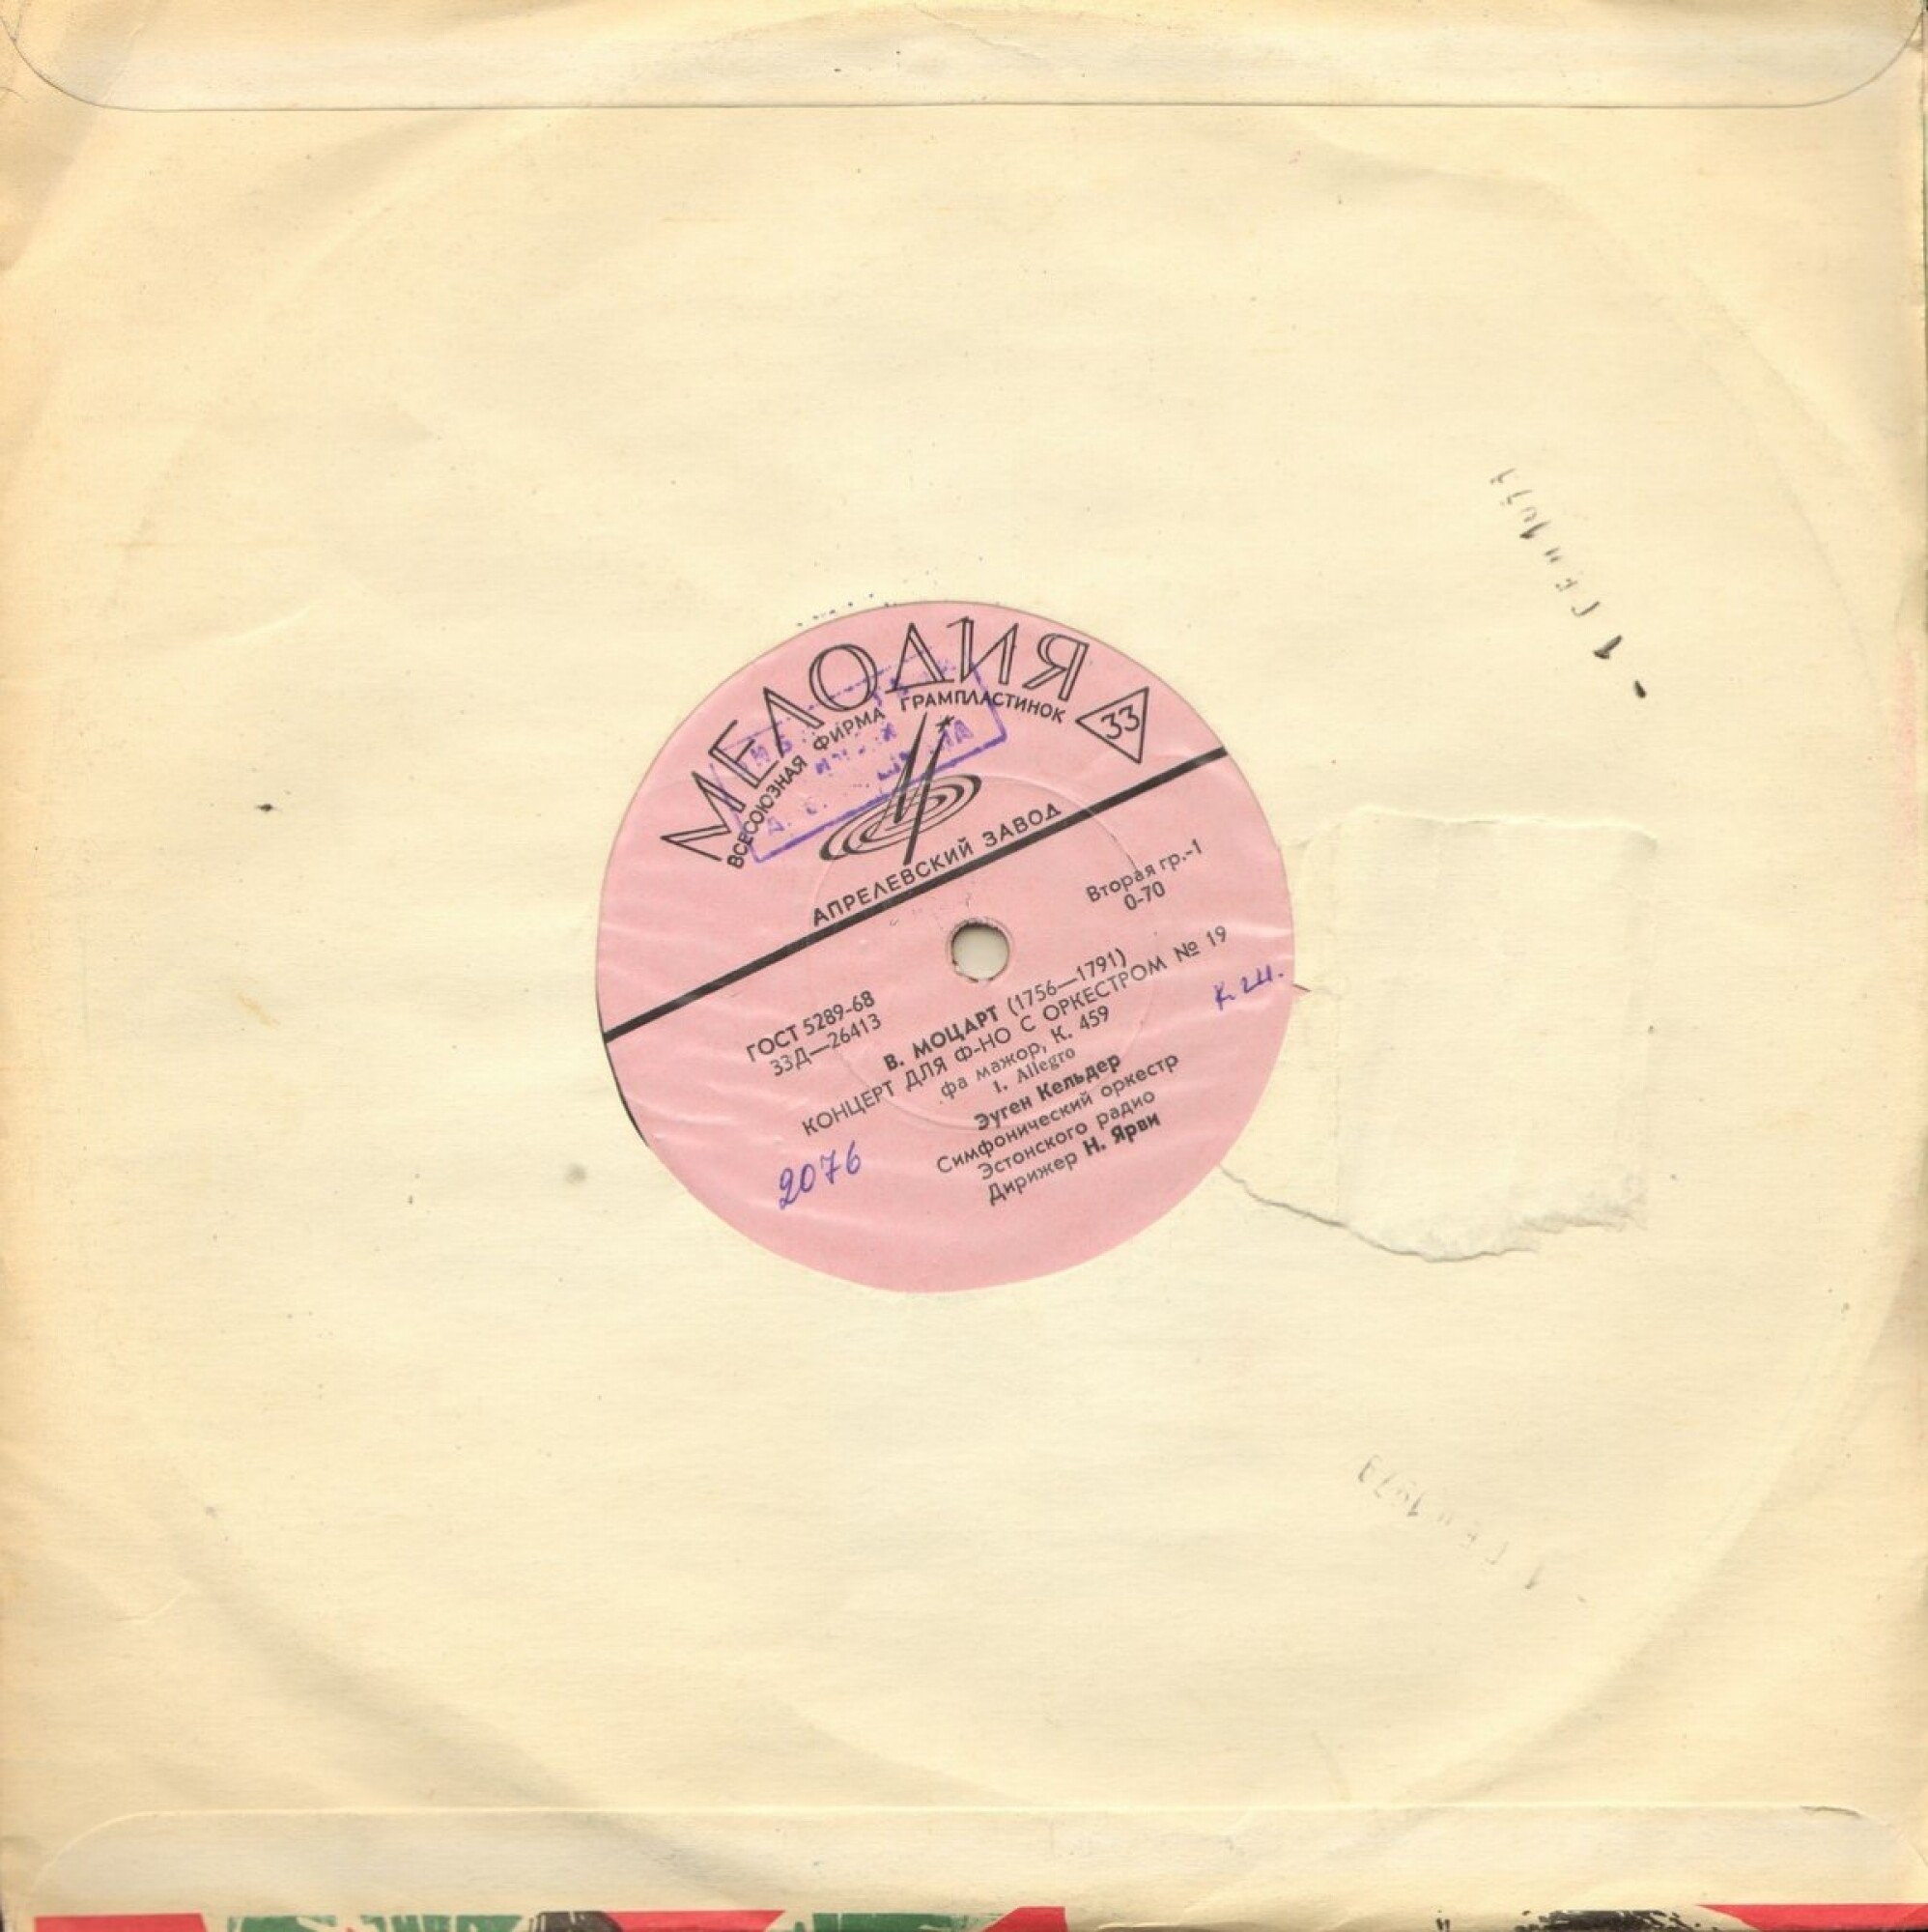 МЕЛОДИЯ
ВСЕСОЮЗНАЯ ФИРМА ГРАМПЛАСТИНОК
33
АПРЕЛЕВСКИЙ ЗАВОД
Вторая гр.-1
0-70
ГОСТ 5289-68
33Д—26413
В. МОЦАРТ (1756—1791)
КОНЦЕРТ ДЛЯ Ф-НО С ОРКЕСТРОМ № 19
фа мажор, К. 459
1. Allegro
Эуген Кельдер
Симфонический оркестр
Эстонского радио
Дирижер Н. Ярви
2076